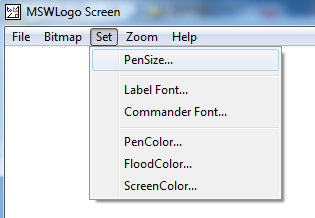 MSWLogo Screen
File Bitmap Set Zoom Help
PenSize...
Label Font...
Commander Font...
PenColor...
FloodColor...
ScreenColor...